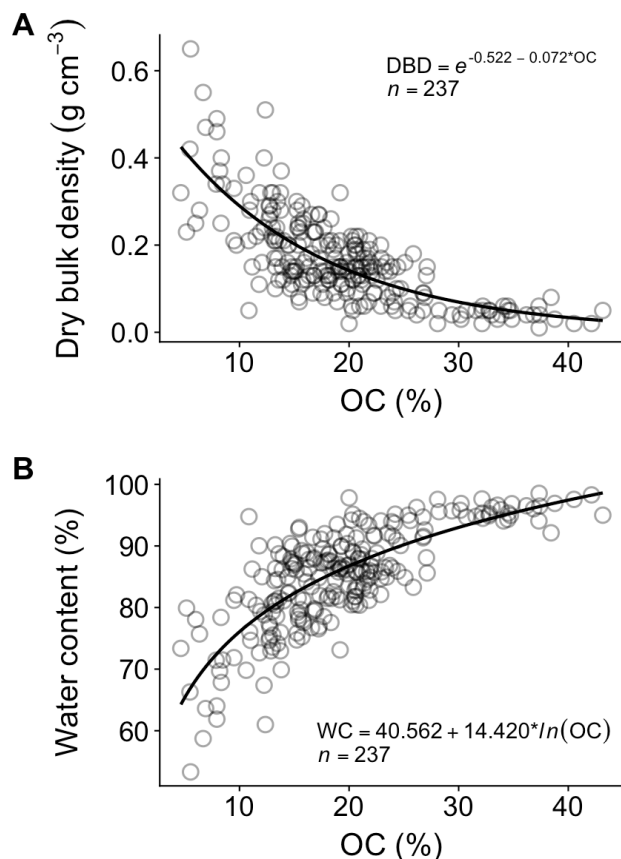 A
Dry bulk density (g cm⁻³)
DBD = e^-0.522 − 0.072*OC
n = 237
0.6
0.4
0.2
0.0
10 20 30 40
OC (%)
B
Water content (%)
100
90
80
70
60
WC = 40.562 + 14.420*ln(OC)
n = 237
10 20 30 40
OC (%)